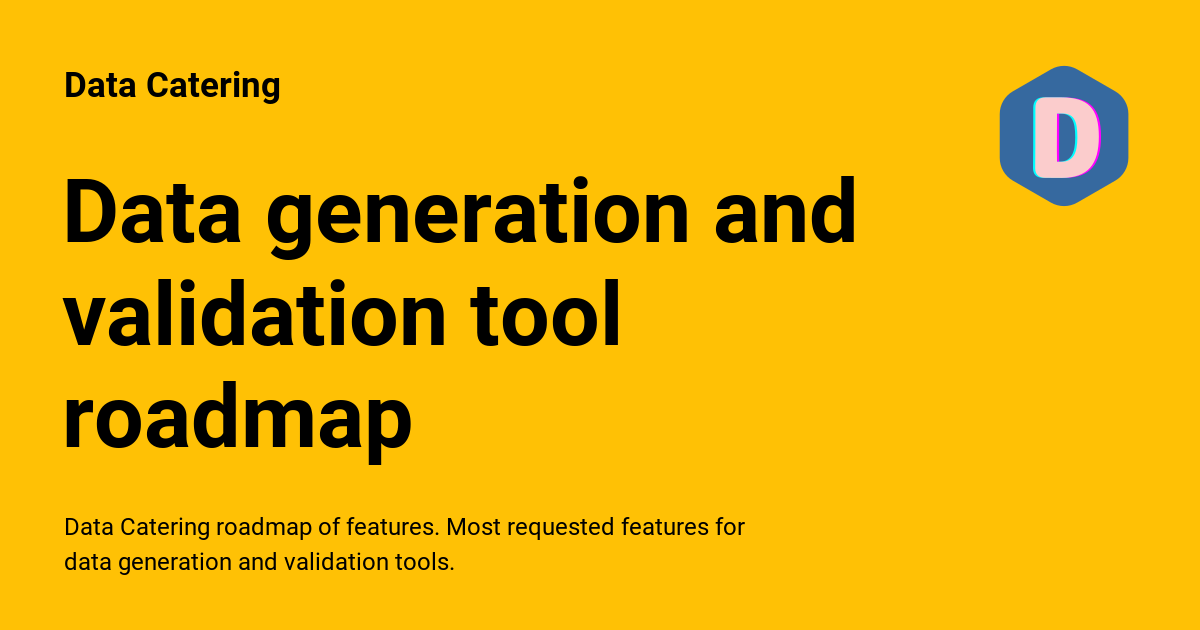 Data Catering
D
Data generation and
validation tool
roadmap
Data Catering roadmap of features. Most requested features for
data generation and validation tools.